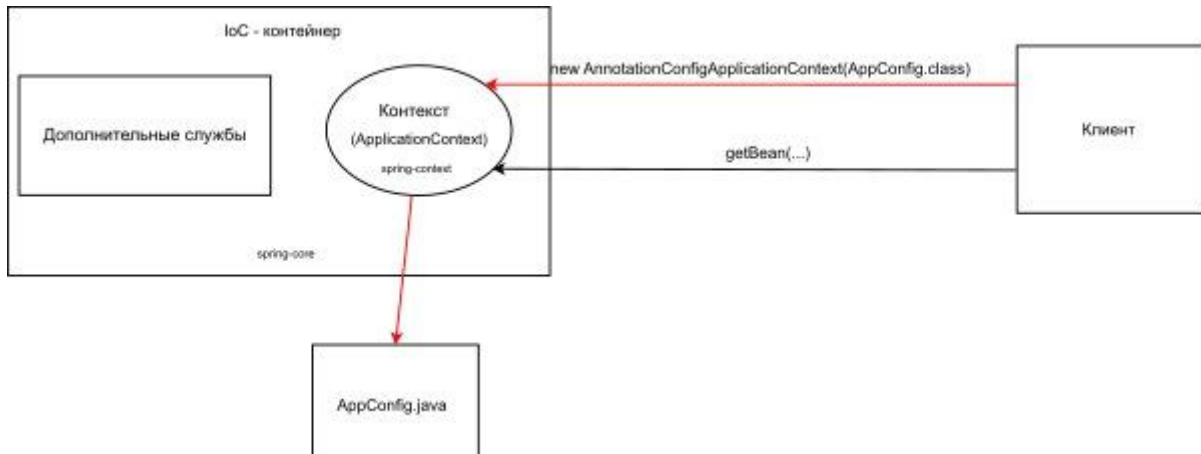 IoC - контейнер
new AnnotationConfigApplicationContext(AppConfig.class)
Контекст
(ApplicationContext)
spring-context
Дополнительные службы
Клиент
getBean(...)
spring-core
AppConfig.java